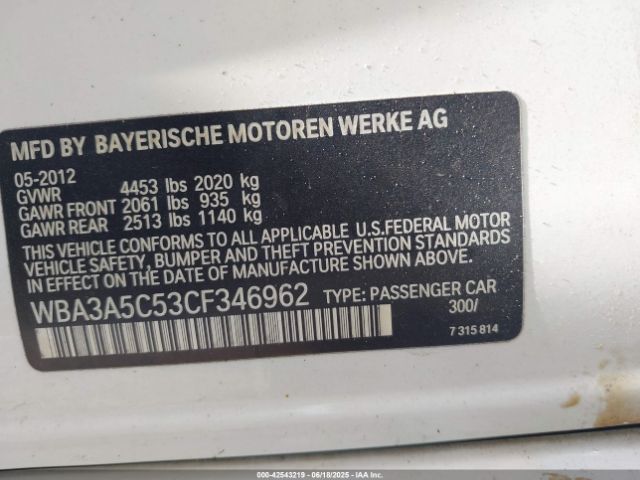 MFD BY BAYERISCHE MOTOREN WERKE AG
05-2012
GVWR 4453 lbs 2020 kg
GAWR FRONT 2061 lbs 935 kg
GAWR REAR 2513 lbs 1140 kg
THIS VEHICLE CONFORMS TO ALL APPLICABLE U.S.FEDERAL MOTOR
VEHICLE SAFETY, BUMPER AND THEFT PREVENTION STANDARDS
IN EFFECT ON THE DATE OF MANUFACTURE SHOWN ABOVE.
WBA3A5C53CF346962 TYPE: PASSENGER CAR
300/
7 315 814
000-42543219 - 06/18/2025 - IAAI.COM